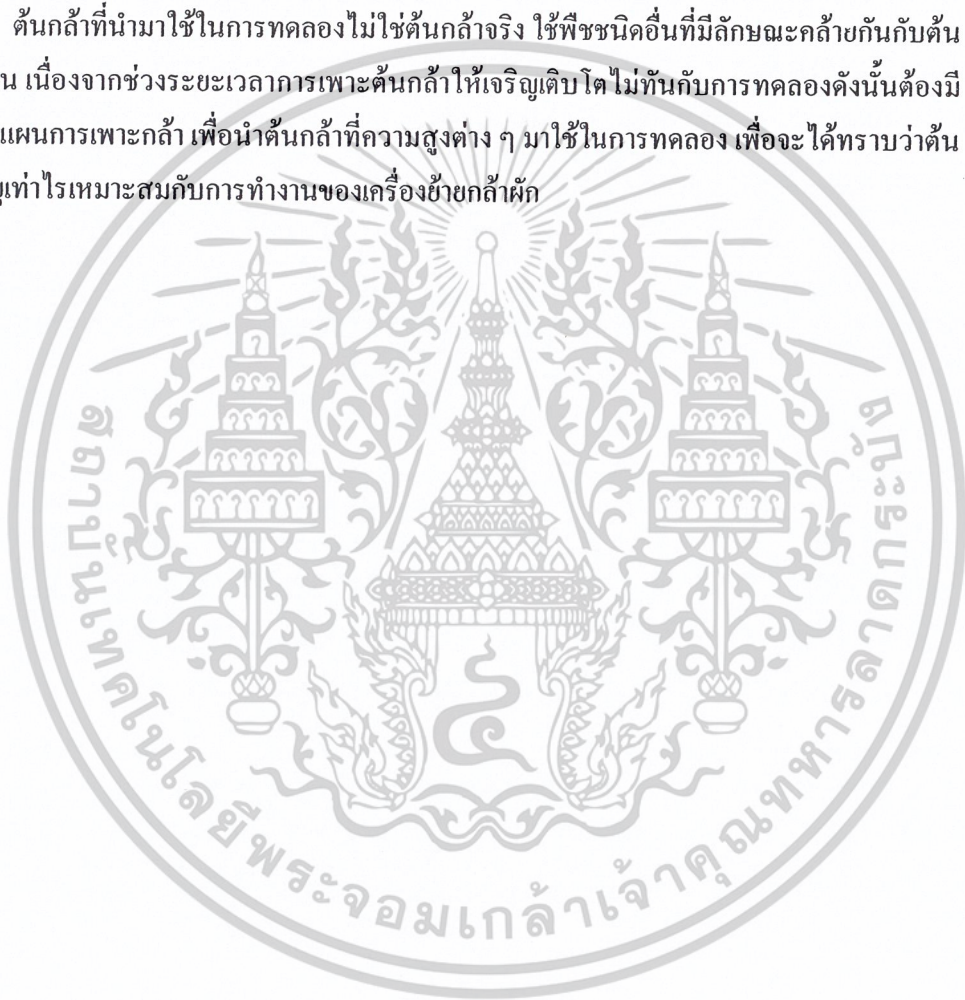 ต้นกล้าที่นำมาใช้ในการทดลองไม่ใช่ต้นกล้าจริง ใช้พืชชนิดอื่นที่มีลักษณะคล้ายกันกับต้น
น เนื่องจากช่วงระยะเวลาการเพาะต้นกล้าให้เจริญเติบโตไม่ทันกับการทดลองดังนั้นต้องมี
แผนการเพาะกล้า เพื่อนำต้นกล้าที่ความสูงต่าง ๆ มาใช้ในการทดลอง เพื่อจะได้ทราบว่าต้น
เท่าไรเหมาะสมกับการทำงานของเครื่องย้ายกล้าผัก
๔
สถาบันเทคโนโลยีพระจอมเกล้าเจ้าคุณทหารลาดกระบัง